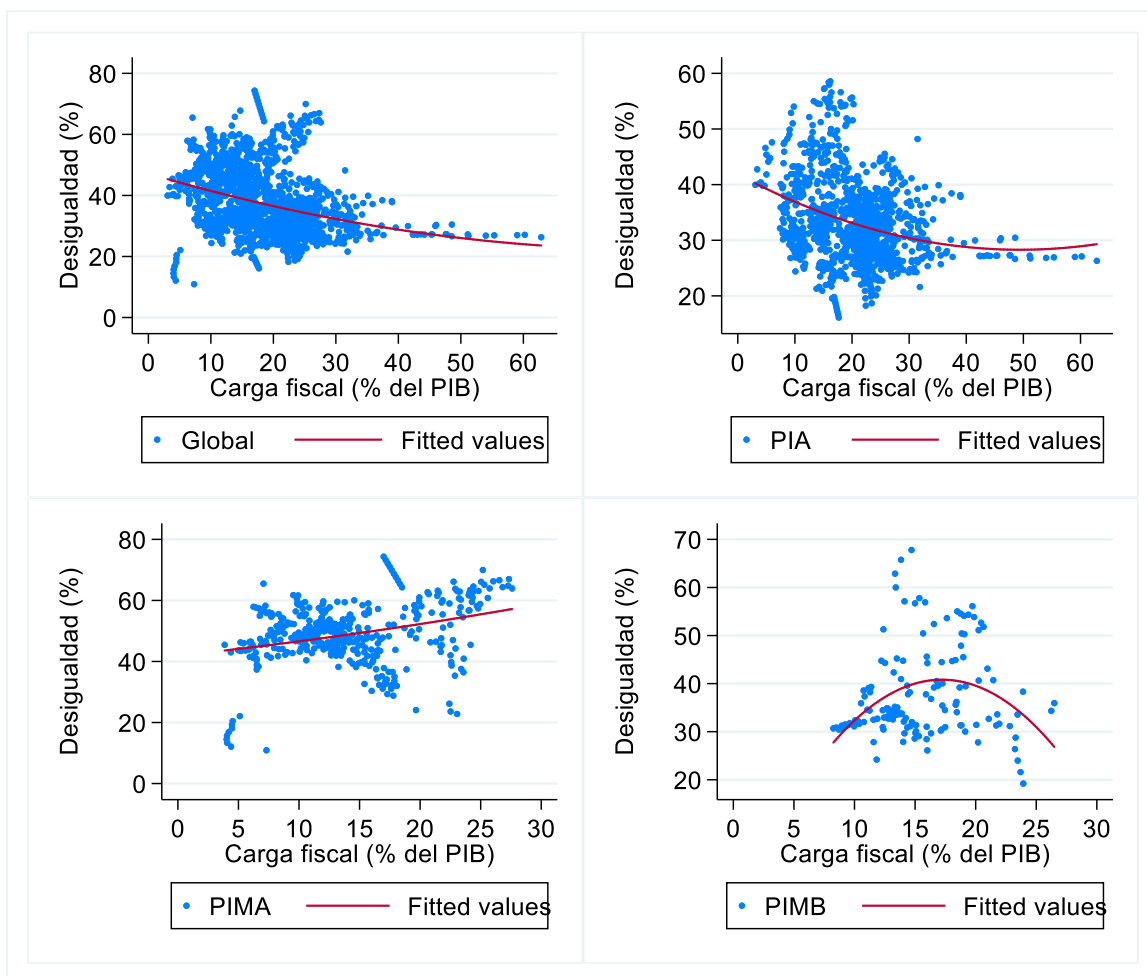 Desigualdad (%)
80
60
40
20
0
0 10 20 30 40 50 60
Carga fiscal (% del PIB)
Global Fitted values
Desigualdad (%)
60
50
40
30
20
0 10 20 30 40 50 60
Carga fiscal (% del PIB)
PIA Fitted values
Desigualdad (%)
80
60
40
20
0
0 5 10 15 20 25 30
Carga fiscal (% del PIB)
PIMA Fitted values
Desigualdad (%)
70
60
50
40
30
20
0 5 10 15 20 25 30
Carga fiscal (% del PIB)
PIMB Fitted values